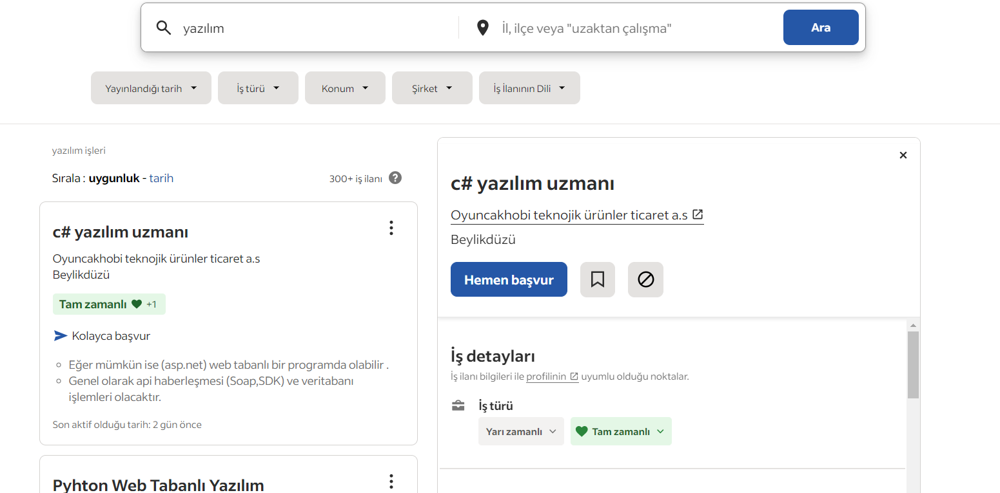 yazılım
İl, ilçe veya "uzaktan çalışma"
Ara
Yayınlandığı tarih
İş türü
Konum
Şirket
İş İlanının Dili
yazılım işleri
Sırala : uygunluk - tarih
300+ iş ilanı ?
c# yazılım uzmanı
Oyuncakhobi teknojik ürünler ticaret a.s
Beylikdüzü
Tam zamanlı +1
Kolayca başvur
Eğer mümkün ise (asp.net) web tabanlı bir programda olabilir .
Genel olarak api haberleşmesi (Soap,SDK) ve veritabanı
işlemleri olacaktır.
Son aktif olduğu tarih: 2 gün önce
Pyhton Web Tabanlı Yazılım
c# yazılım uzmanı
Oyuncakhobi teknojik ürünler ticaret a.s
Beylikdüzü
Hemen başvur
İş detayları
İş ilanı bilgileri ile profilinin uyumlu olduğu noktalar.
İş türü
Yarı zamanlı
Tam zamanlı